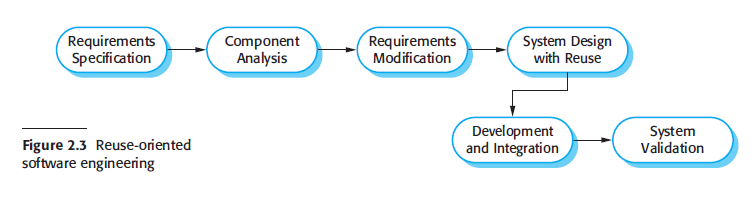 Requirements
Specification
Component
Analysis
Requirements
Modification
System Design
with Reuse
Development
and Integration
System
Validation
Figure 2.3 Reuse-oriented
software engineering